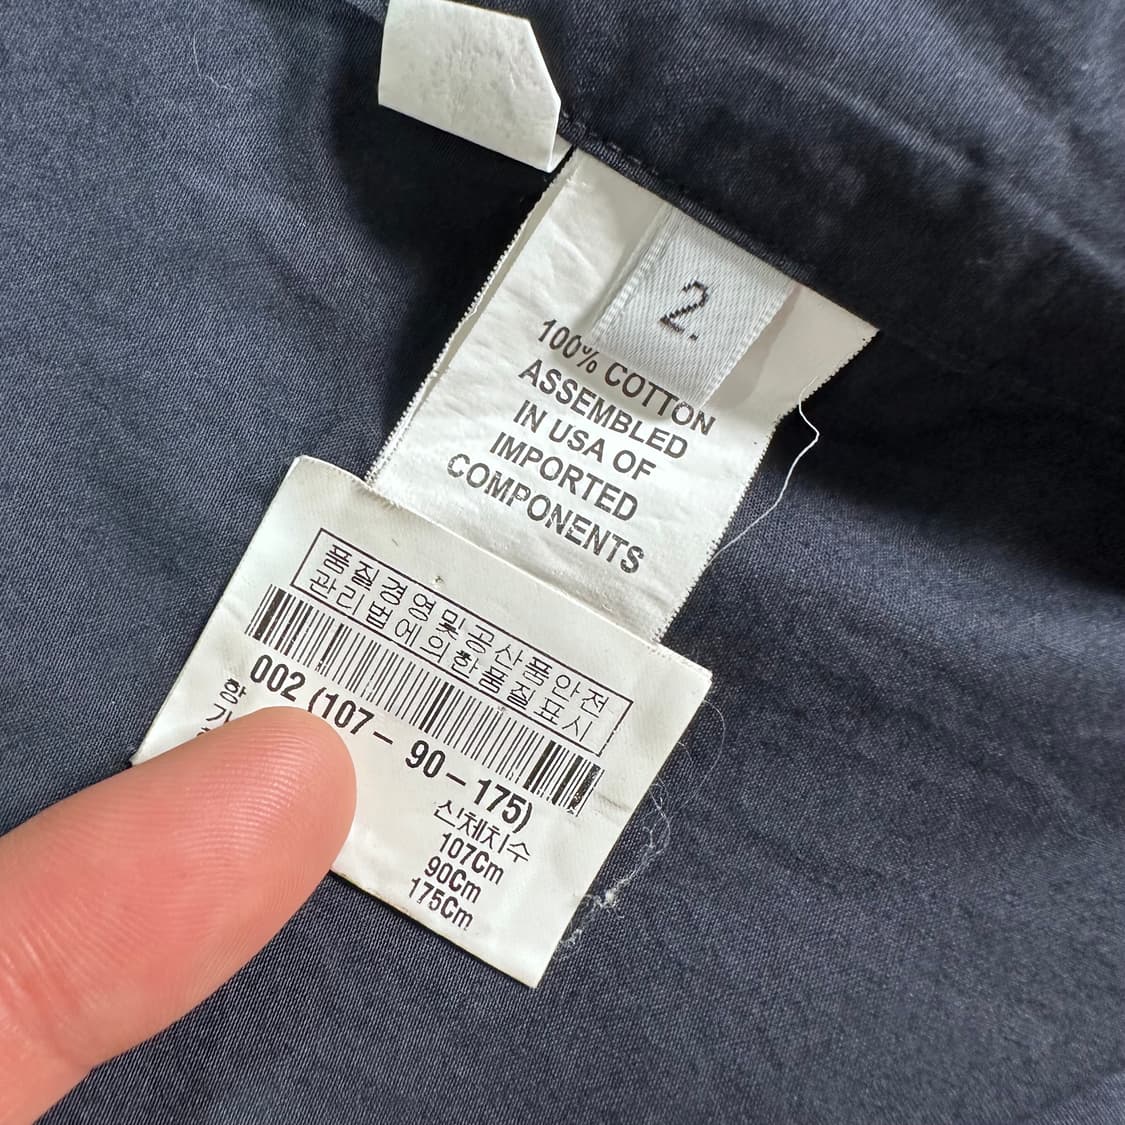 2.
100% COTTON
ASSEMBLED
IN USA OF
IMPORTED
COMPONENTS
품질경영및공산품안전
관리법에의한품질표시
002 (107 - 90 - 175)
신체치수
107Cm
90Cm
175Cm